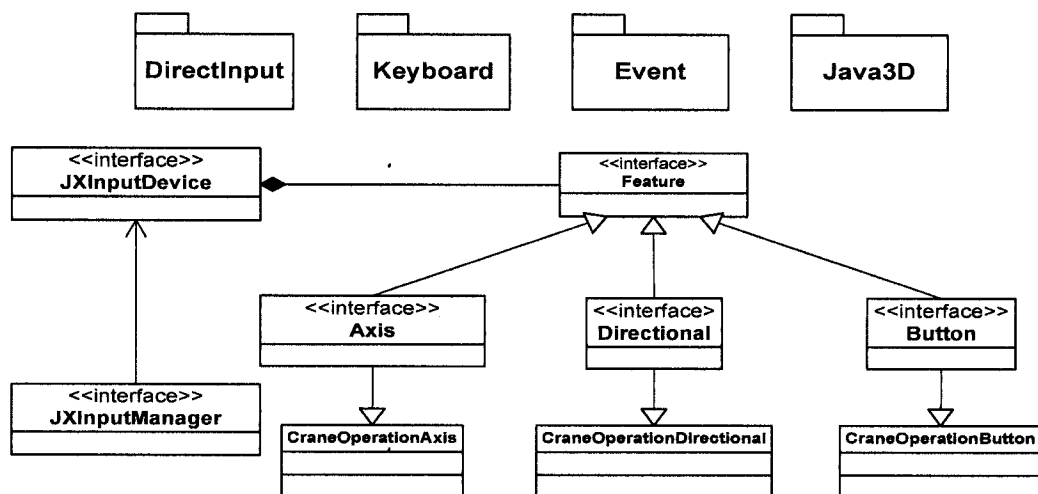 DirectInput
Keyboard
Event
Java3D
<<interface>>
JXInputDevice
<<interface>>
Feature
<<interface>>
Axis
<<interface>
Directional
<<interface>>
Button
<<interface>>
JXInputManager
CraneOperationAxis
CraneOperationDirectional
CraneOperationButton